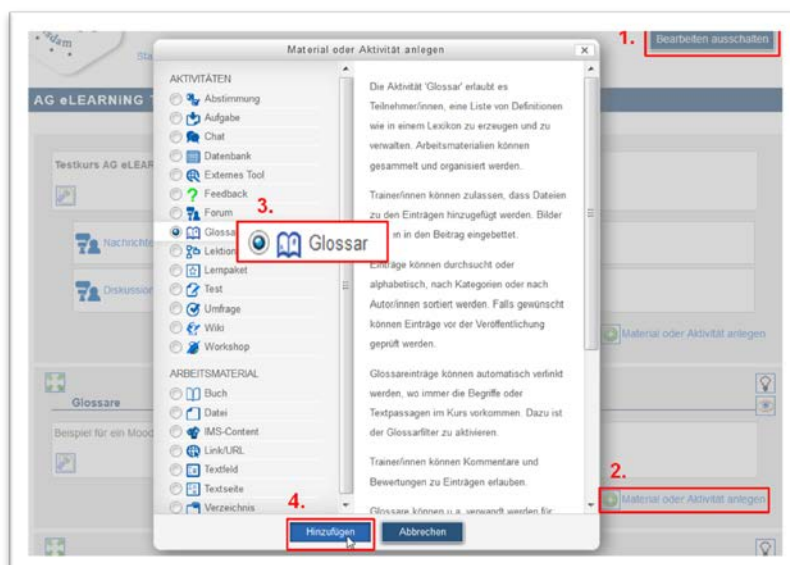 1.
Bearbeiten ausschalten
Material oder Aktivität anlegen
AG eLEARNING
Testkurs AG eLEAR
Nachrichte
Diskussion
Material oder Aktivität anlegen
Glossare
Beispiel für ein Mood
2.
Material oder Aktivität anlegen
AKTIVITÄTEN
Abstimmung
Aufgabe
Chat
Datenbank
Externes Tool
Feedback
Forum
3.
Glossar
Lektion
Lernpaket
Test
Umfrage
Wiki
Workshop
ARBEITSMATERIAL
Buch
Datei
IMS-Content
Link/URL
Textfeld
Textseite
Verzeichnis
Die Aktivität 'Glossar' erlaubt es
Teilnehmer/innen, eine Liste von Definitionen
wie in einem Lexikon zu erzeugen und zu
verwalten. Arbeitsmaterialien können
gesammelt und organisiert werden.
Trainer/innen können zulassen, dass Dateien
zu den Einträgen hinzugefügt werden. Bilder
in den Beitrag eingebettet.
Einträge können durchsucht oder
alphabetisch, nach Kategorien oder nach
Autor/innen sortiert werden. Falls gewünscht
können Einträge vor der Veröffentlichung
geprüft werden.
Glossareinträge können automatisch verlinkt
werden, wo immer die Begriffe oder
Textpassagen im Kurs vorkommen. Dazu ist
der Glossarfilter zu aktivieren.
Trainer/innen können Kommentare und
Bewertungen zu Einträgen erlauben.
Glossare können u.a. verwandt werden für:
4.
Hinzufügen
Abbrechen